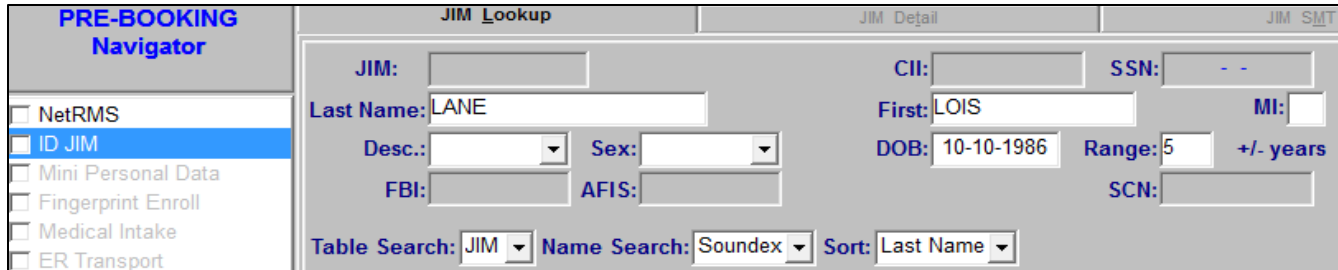 PRE-BOOKING
Navigator
NetRMS
ID JIM
Mini Personal Data
Fingerprint Enroll
Medical Intake
ER Transport
JIM Lookup JIM Detail JIM SMT
JIM: CII: SSN: - -
Last Name: LANE First: LOIS MI:
Desc.: Sex: DOB: 10-10-1986 Range: 5 +/- years
FBI: AFIS: SCN:
Table Search: JIM Name Search: Soundex Sort: Last Name